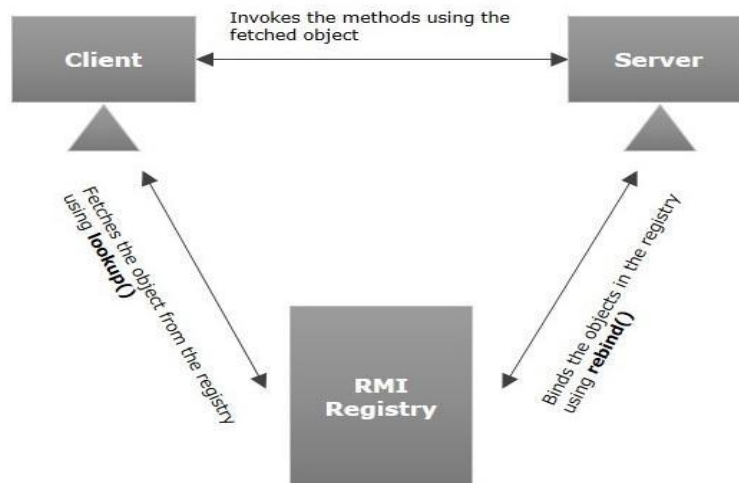 Invokes the methods using the
fetched object
Client
Server
Fetches the object from the registry
using lookup()
Binds the objects in the registry
using rebind()
RMI
Registry